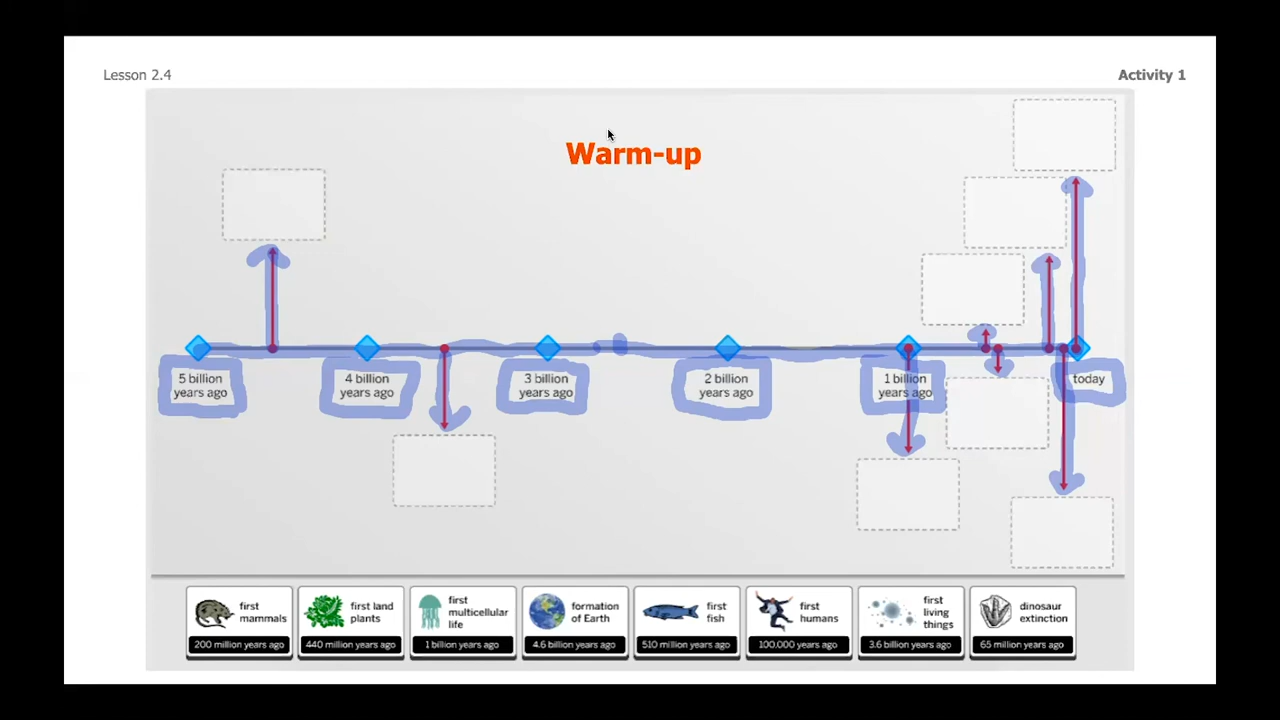 Lesson 2.4
Activity 1
Warm-up
5 billion
years ago
4 billion
years ago
3 billion
years ago
2 billion
years ago
1 billion
years ago
today
first
mammals
200 million years ago
first land
plants
440 million years ago
first
multicellular
life
1 billion years ago
formation
of Earth
4.6 billion years ago
first
fish
510 million years ago
first
humans
100,000 years ago
first
living
things
3.6 billion years ago
dinosaur
extinction
65 million years ago